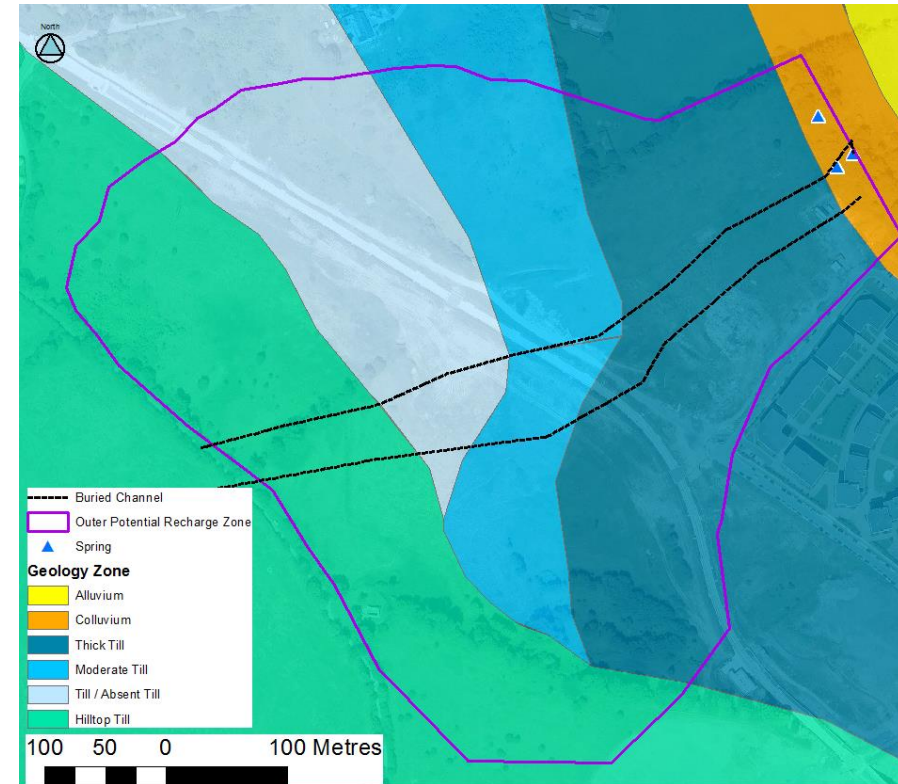 North
Buried Channel
Outer Potential Recharge Zone
Spring
Geology Zone
Alluvium
Colluvium
Thick Till
Moderate Till
Till / Absent Till
Hilltop Till
100 50 0 100 Metres